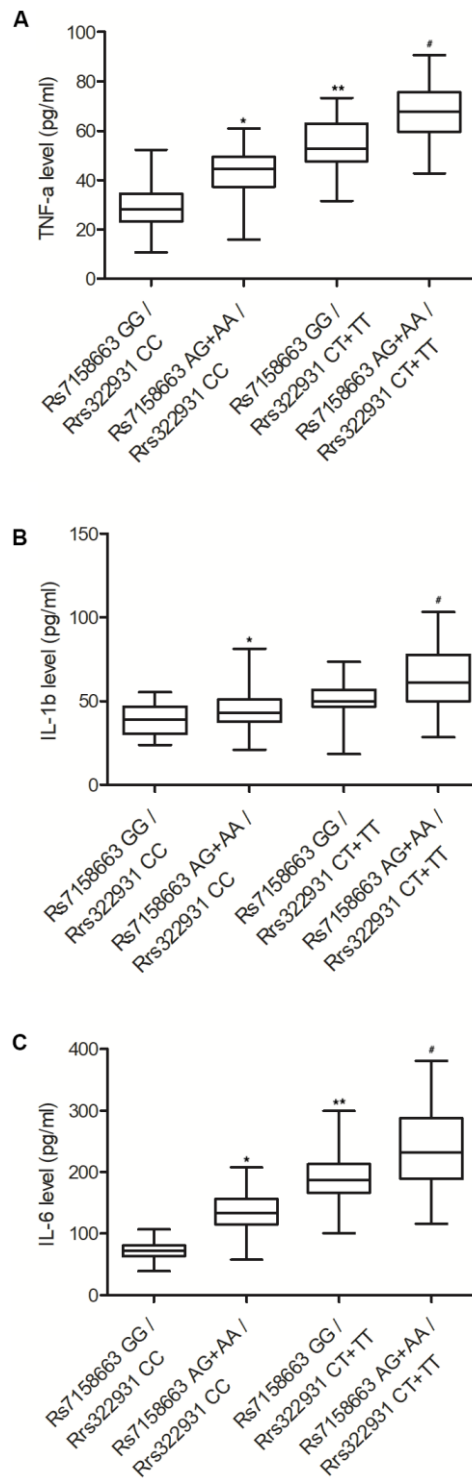 A
TNF-a level (pg/ml)
100
80
60
40
20
0
*
**
#
Rs7158663 GG /
Rrs322931 CC
Rs7158663 AG+AA /
Rrs322931 CC
Rs7158663 GG /
Rrs322931 CT+TT
Rs7158663 AG+AA /
Rrs322931 CT+TT
B
IL-1b level (pg/ml)
150
100
50
0
*
#
Rs7158663 GG /
Rrs322931 CC
Rs7158663 AG+AA /
Rrs322931 CC
Rs7158663 GG /
Rrs322931 CT+TT
Rs7158663 AG+AA /
Rrs322931 CT+TT
C
IL-6 level (pg/ml)
400
300
200
100
0
*
**
#
Rs7158663 GG /
Rrs322931 CC
Rs7158663 AG+AA /
Rrs322931 CC
Rs7158663 GG /
Rrs322931 CT+TT
Rs7158663 AG+AA /
Rrs322931 CT+TT